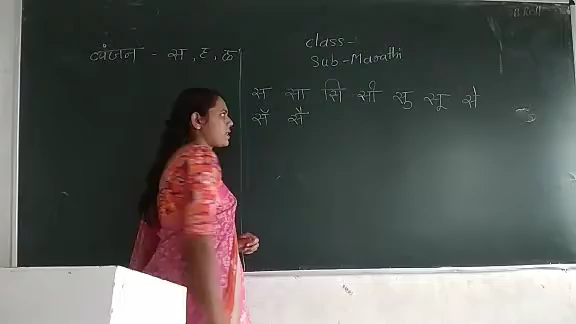 व्यंजन - स, ह, ळ
class-
Sub-Marathi
स सा सि सी सु सू से
सॅ सै